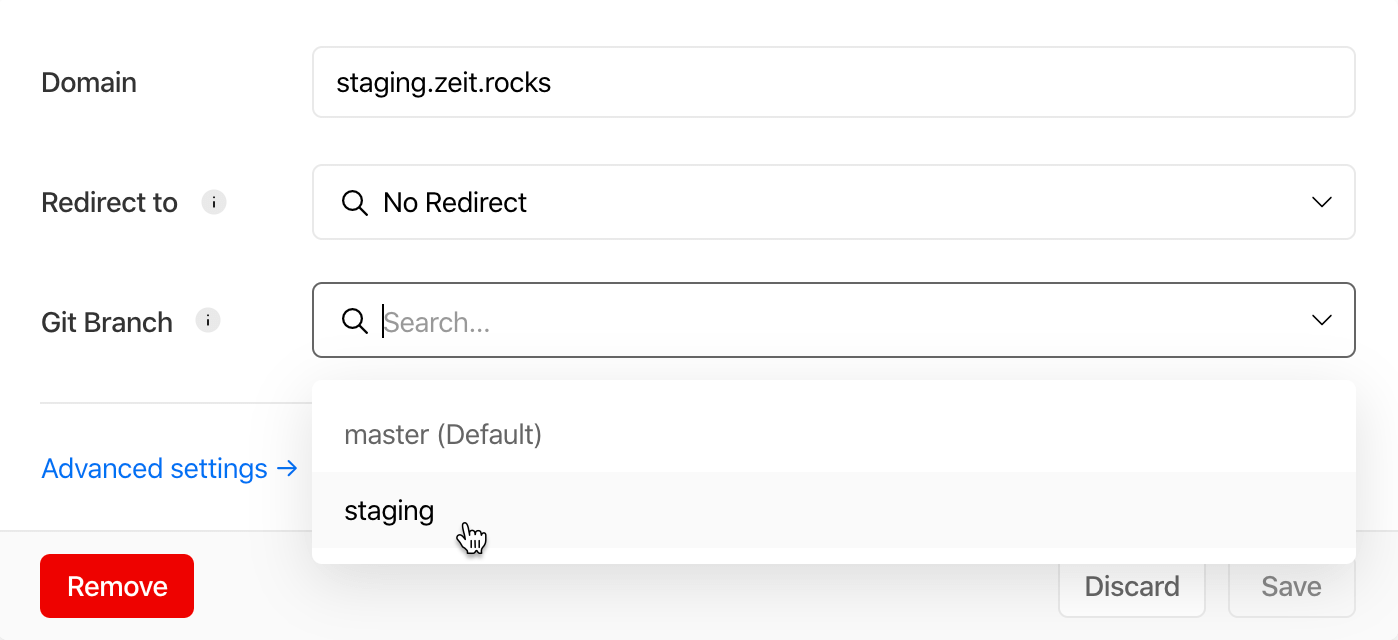 Domain
staging.zeit.rocks
Redirect to
i
No Redirect
Git Branch
i
Search...
master (Default)
staging
Advanced settings →
Remove
Discard
Save